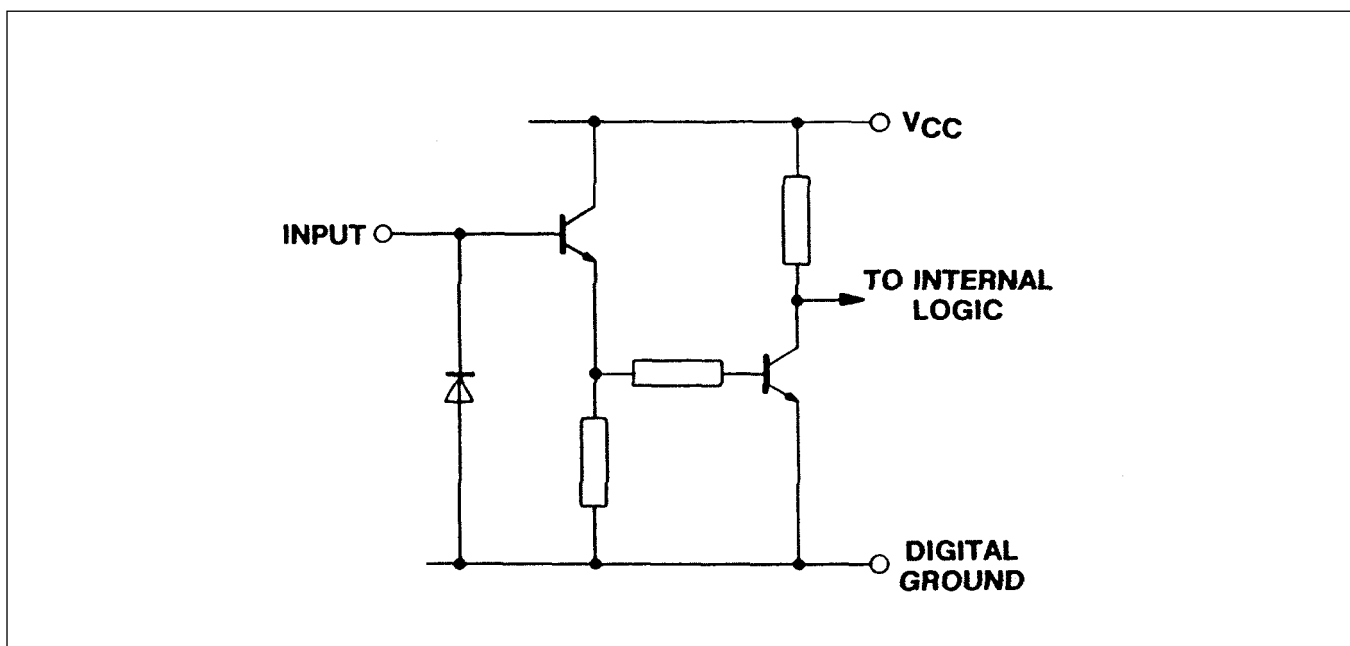 VCC
INPUT
TO INTERNAL
LOGIC
DIGITAL
GROUND